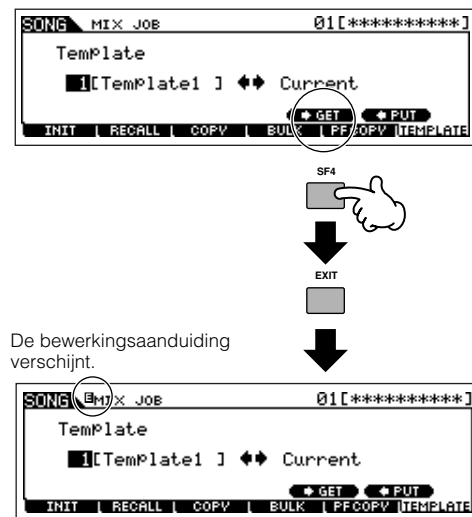 SONG MIX JOB 01[**********]
Template
1[Template1 ] ◆◆ Current
GET PUT
INIT RECALL COPY BULK PFCOPY TEMPLATE
SF4
EXIT
De bewerkingsaanduiding
verschijnt.
SONG E MIX JOB 01[**********]
Template
1[Template1 ] ◆◆ Current
GET PUT
INIT RECALL COPY BULK PFCOPY TEMPLATE